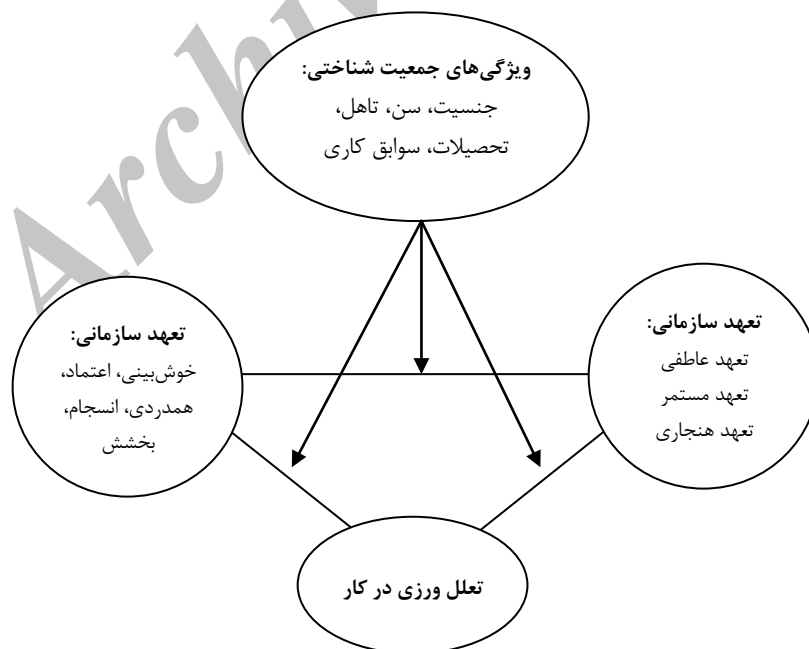 ویژگی‌های جمعیت شناختی:
جنسیت، سن، تاهل،
تحصیلات، سوابق کاری
تعهد سازمانی:
تعهد عاطفی
تعهد مستمر
تعهد هنجاری
تعهد سازمانی:
خوش‌بینی، اعتماد،
همدردی، انسجام،
بخشش
تعلل ورزی در کار
Archiv